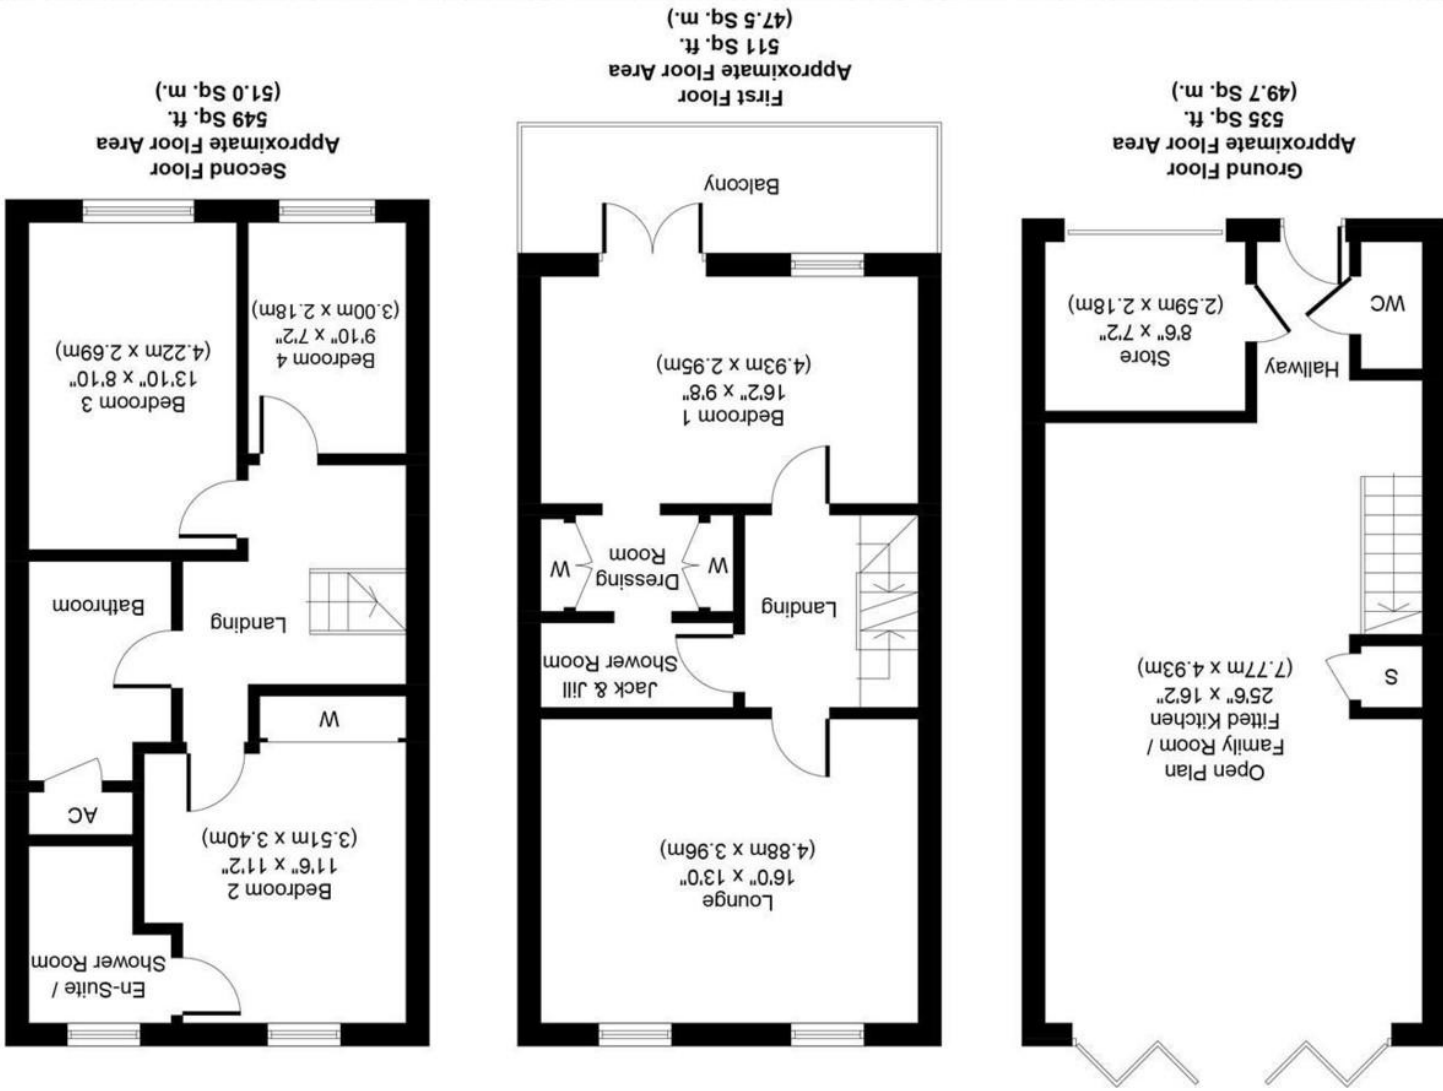 Open Plan
Family Room /
Fitted Kitchen
25'6" x 16'2"
(7.77m x 4.93m)
S
Hallway
WC
Store
8'6" x 7'2"
(2.59m x 2.18m)
Ground Floor
Approximate Floor Area
535 Sq. ft.
(49.7 Sq. m.)
Lounge
16'0" x 13'0"
(4.88m x 3.96m)
Jack & Jill
Shower Room
Landing
W
Dressing
Room
W
Bedroom 1
16'2" x 9'8"
(4.93m x 2.95m)
Balcony
First Floor
Approximate Floor Area
511 Sq. ft.
(47.5 Sq. m.)
En-Suite /
Shower Room
Bedroom 2
11'6" x 11'2"
(3.51m x 3.40m)
AC
W
Landing
Bathroom
Bedroom 4
9'10" x 7'2"
(3.00m x 2.18m)
Bedroom 3
13'10" x 8'10"
(4.22m x 2.69m)
Second Floor
Approximate Floor Area
549 Sq. ft.
(51.0 Sq. m.)